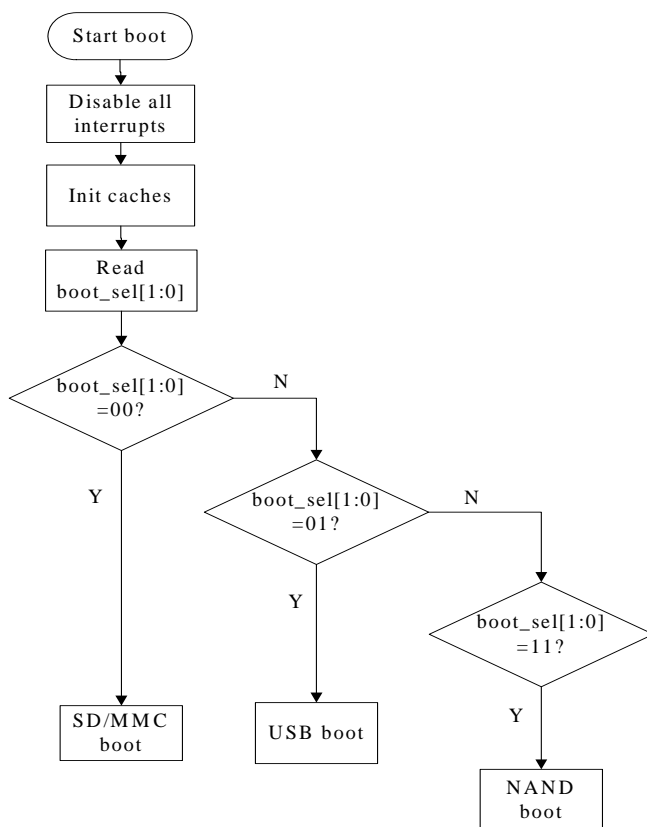 Start boot
Disable all
interrupts
Init caches
Read
boot_sel[1:0]
boot_sel[1:0]
=00?
N
Y
boot_sel[1:0]
=01?
N
Y
boot_sel[1:0]
=11?
Y
SD/MMC
boot
USB boot
NAND
boot